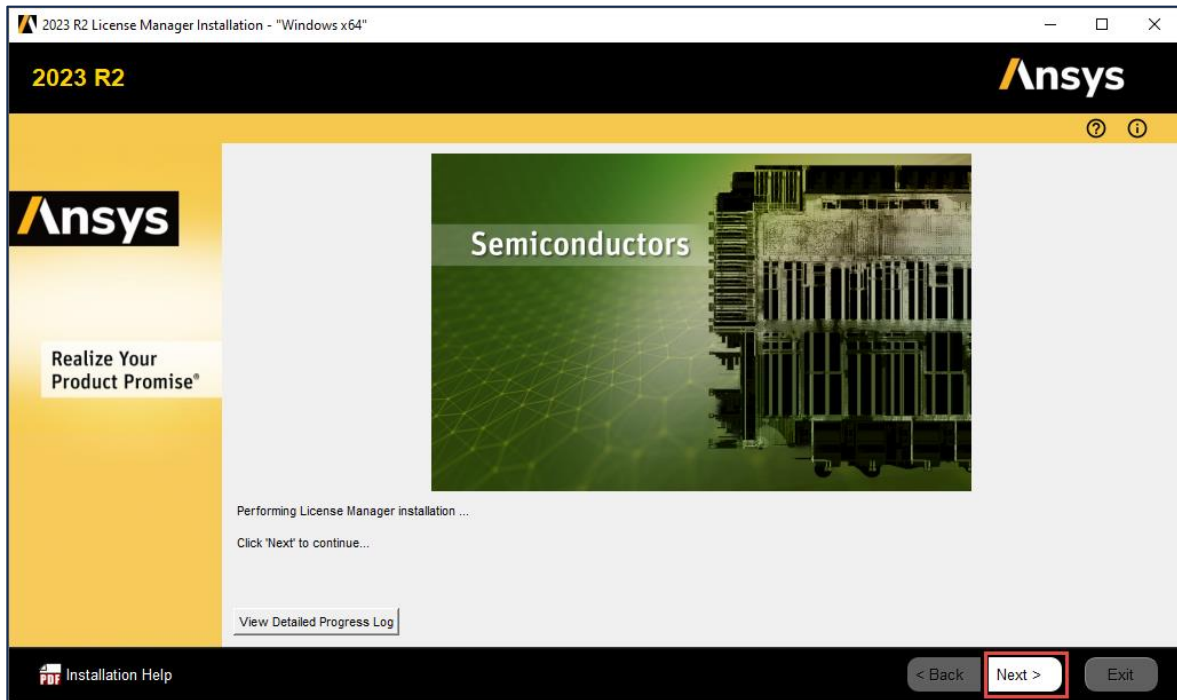 2023 R2 License Manager Installation - "Windows x64"
2023 R2
Ansys
Ansys
Semiconductors
Realize Your
Product Promise®
Performing License Manager installation ...
Click 'Next' to continue...
View Detailed Progress Log
PDF Installation Help
< Back Next > Exit